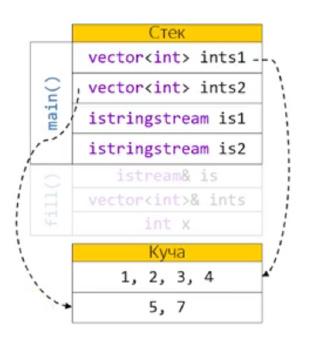 Стек
main()
vector<int> ints1
vector<int> ints2
istringstream is1
istringstream is2
fill()
istream& is
vector<int>& ints
int x
Куча
1, 2, 3, 4
5, 7